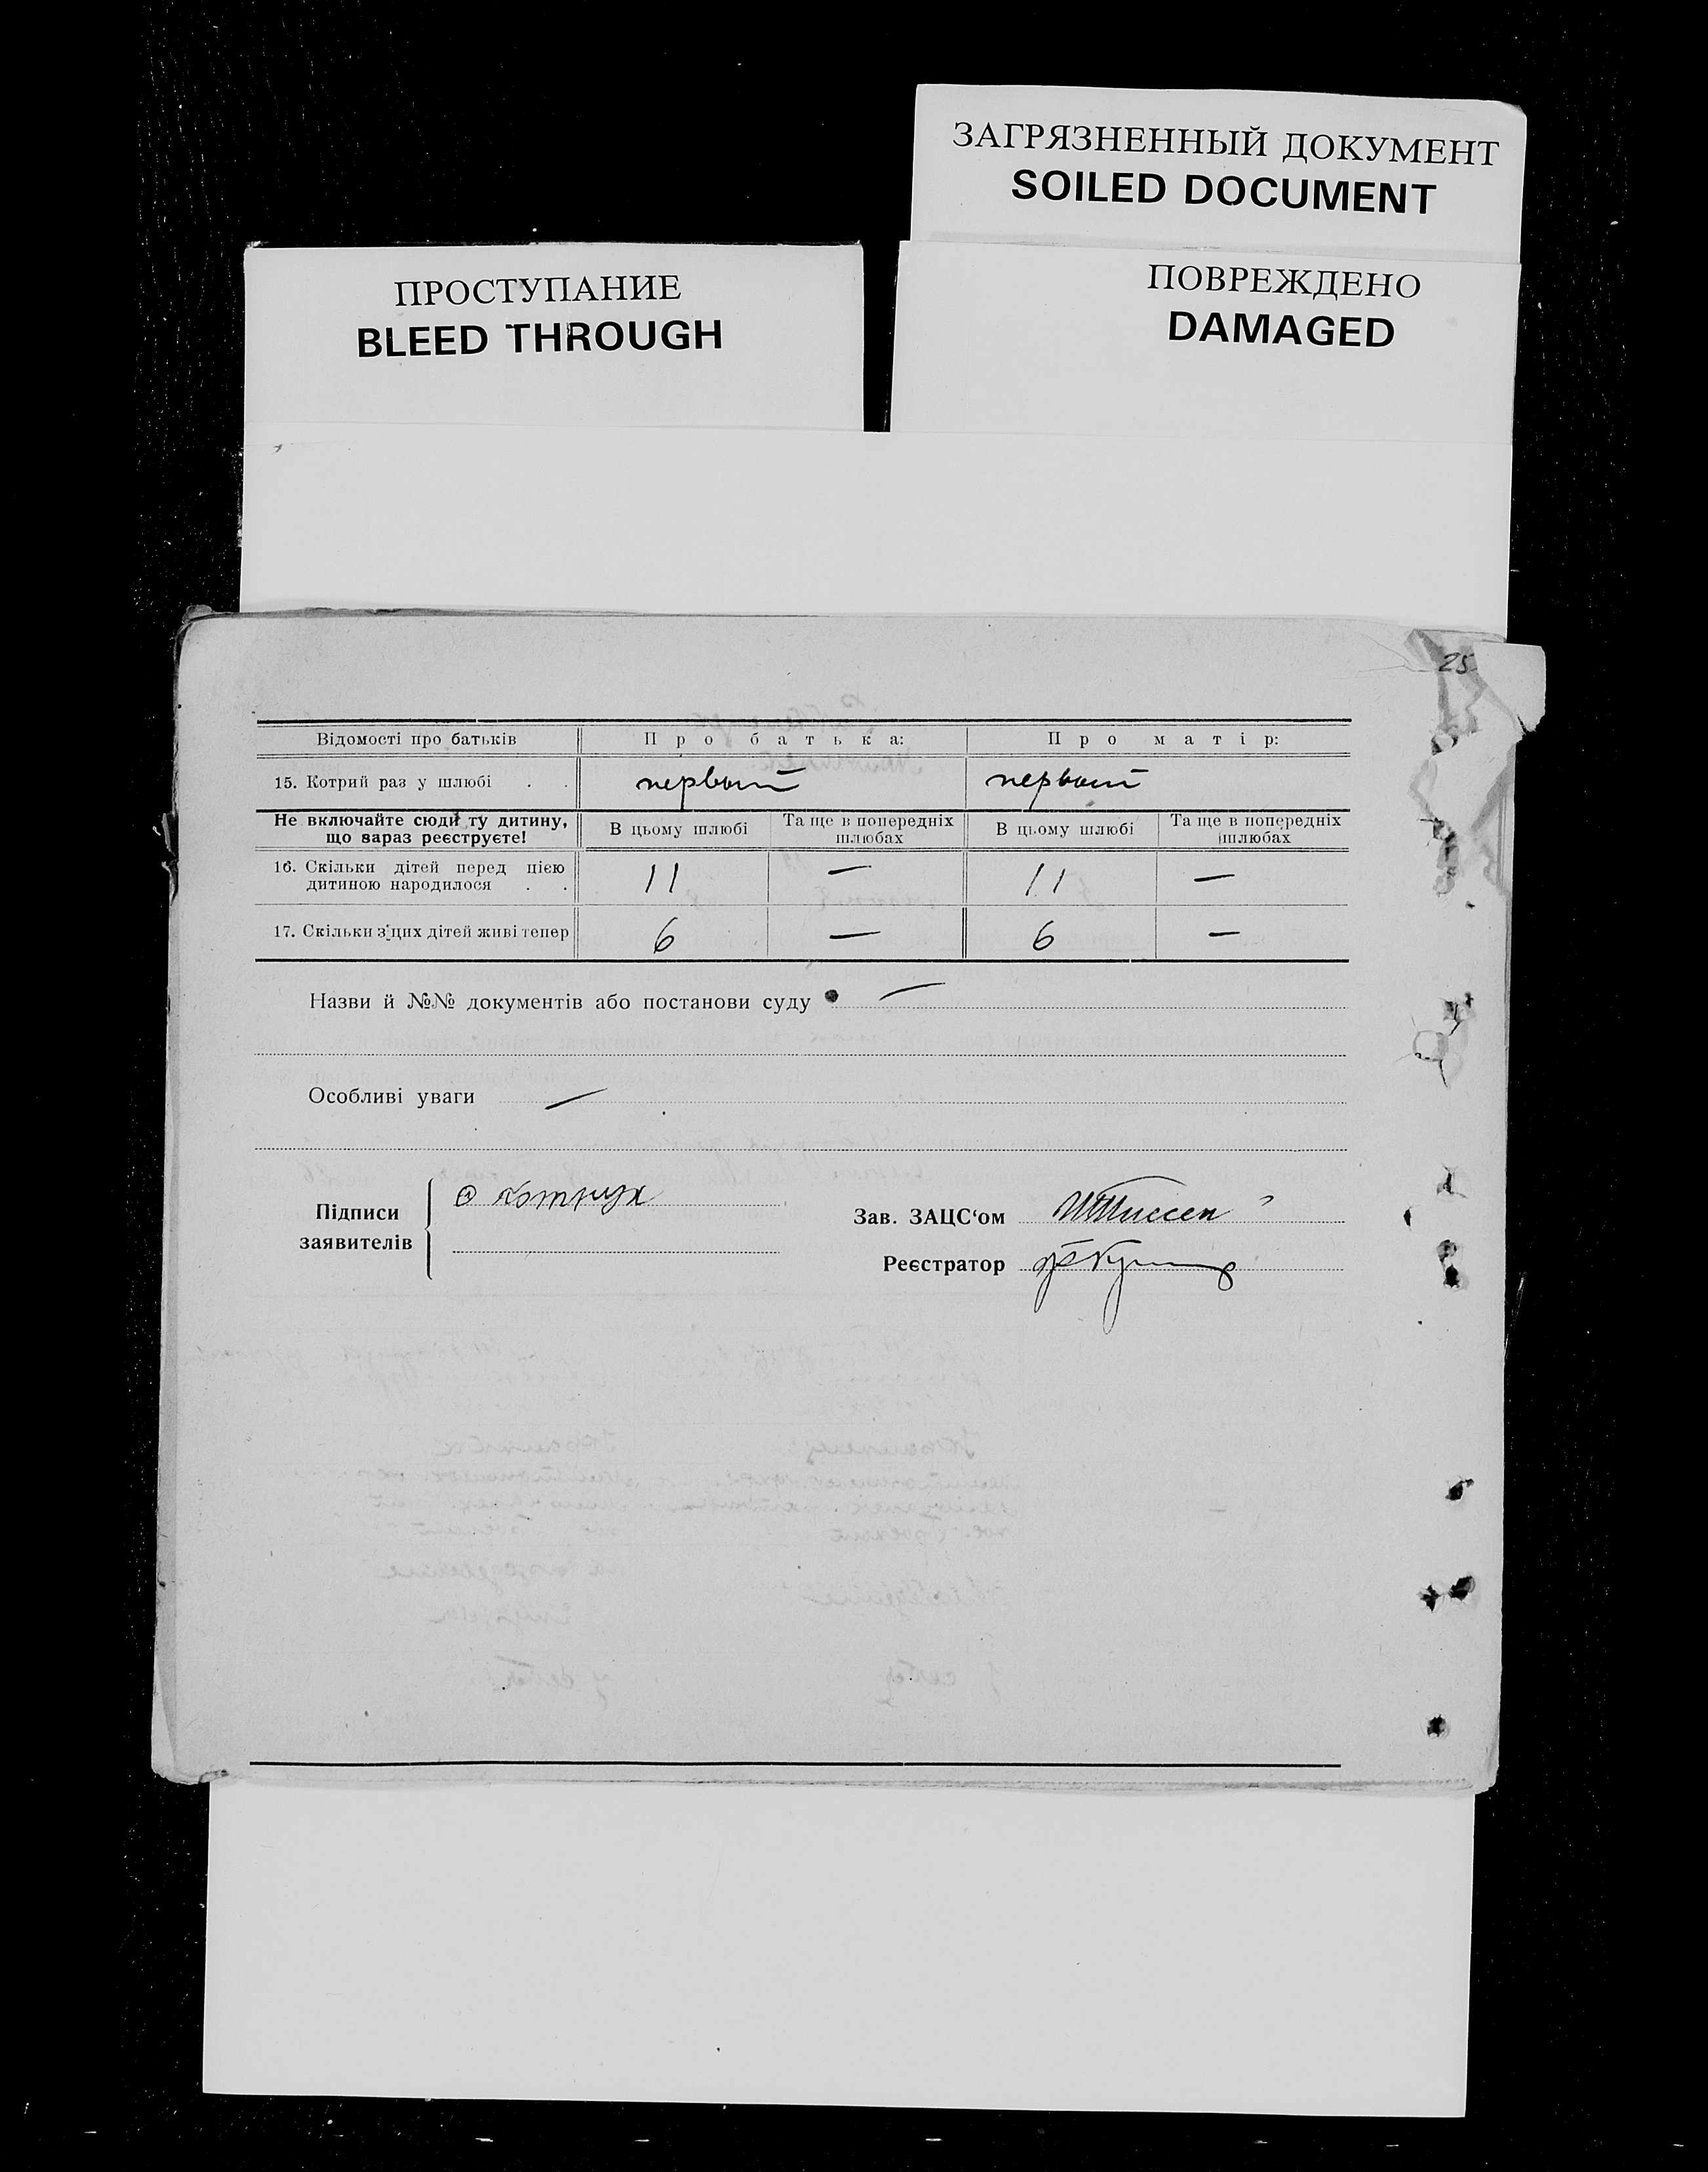 ЗАГРЯЗНЕННЫЙ ДОКУМЕНТ
SOILED DOCUMENT
ПРОСТУПАНИЕ
BLEED THROUGH
ПОВРЕЖДЕНО
DAMAGED
25
Відомості про батьків Про батька: Про матір:
15. Котрий раз у шлюбі . . первый первый
Не включайте сюди ту дитину, що зараз реєструєте! В цьому шлюбі Та ще в попередніх шлюбах В цьому шлюбі Та ще в попередніх шлюбах
16. Скільки дітей перед цією
дитиною народилося . . 11 — 11 —
17. Скільки з цих дітей живі тепер 6 — 6 —
Назви й №№ документів або постанови суду —
Особливі уваги —
Підписи
заявителів
Зав. ЗАЦС‘ом
Реєстратор